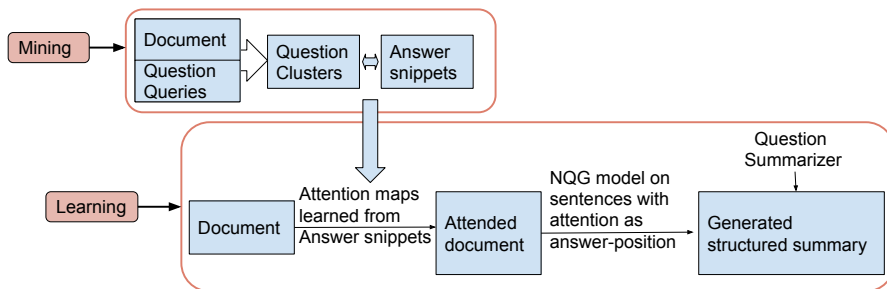 Mining
Document
Question
Queries
Question
Clusters
Answer
snippets
Learning
Document
Attention maps
learned from
Answer snippets
Attended
document
NQG model on
sentences with
attention as
answer-position
Question
Summarizer
Generated
structured summary